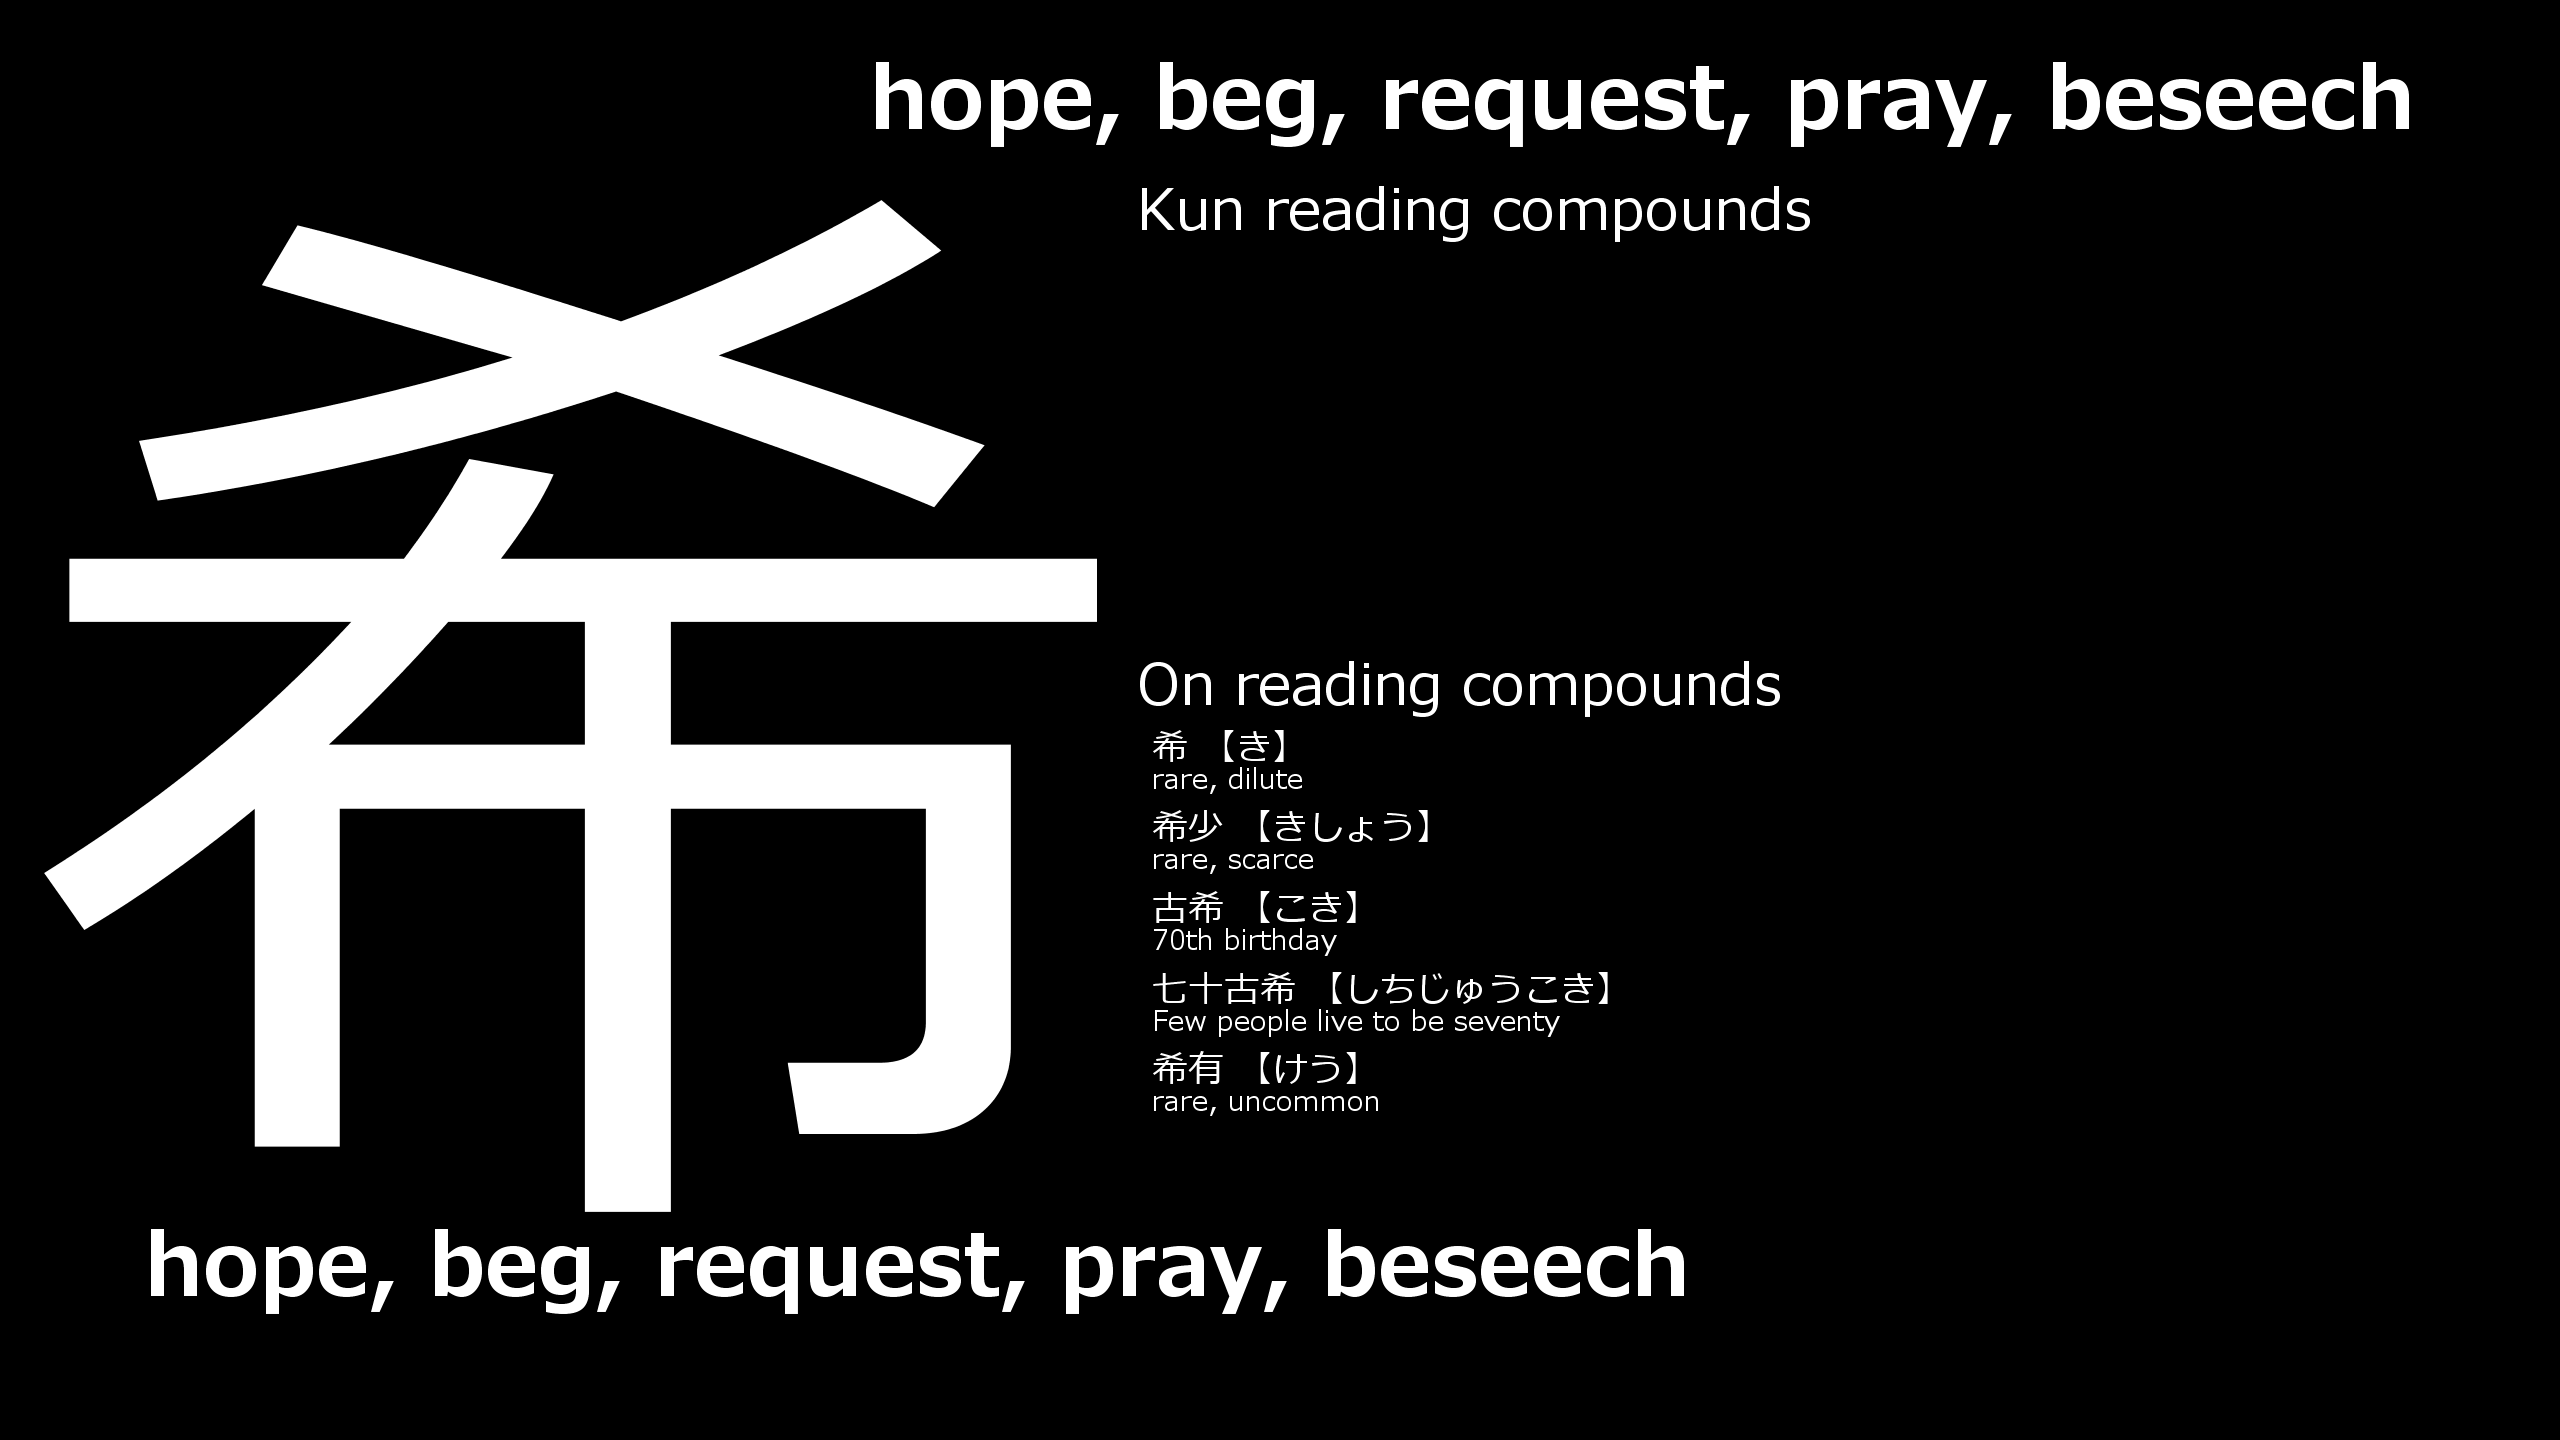 hope, beg, request, pray, beseech
希
Kun reading compounds
On reading compounds
希 【き】
rare, dilute
希少 【きしょう】
rare, scarce
古希 【こき】
70th birthday
七十古希 【しちじゅうこき】
Few people live to be seventy
希有 【けう】
rare, uncommon
hope, beg, request, pray, beseech